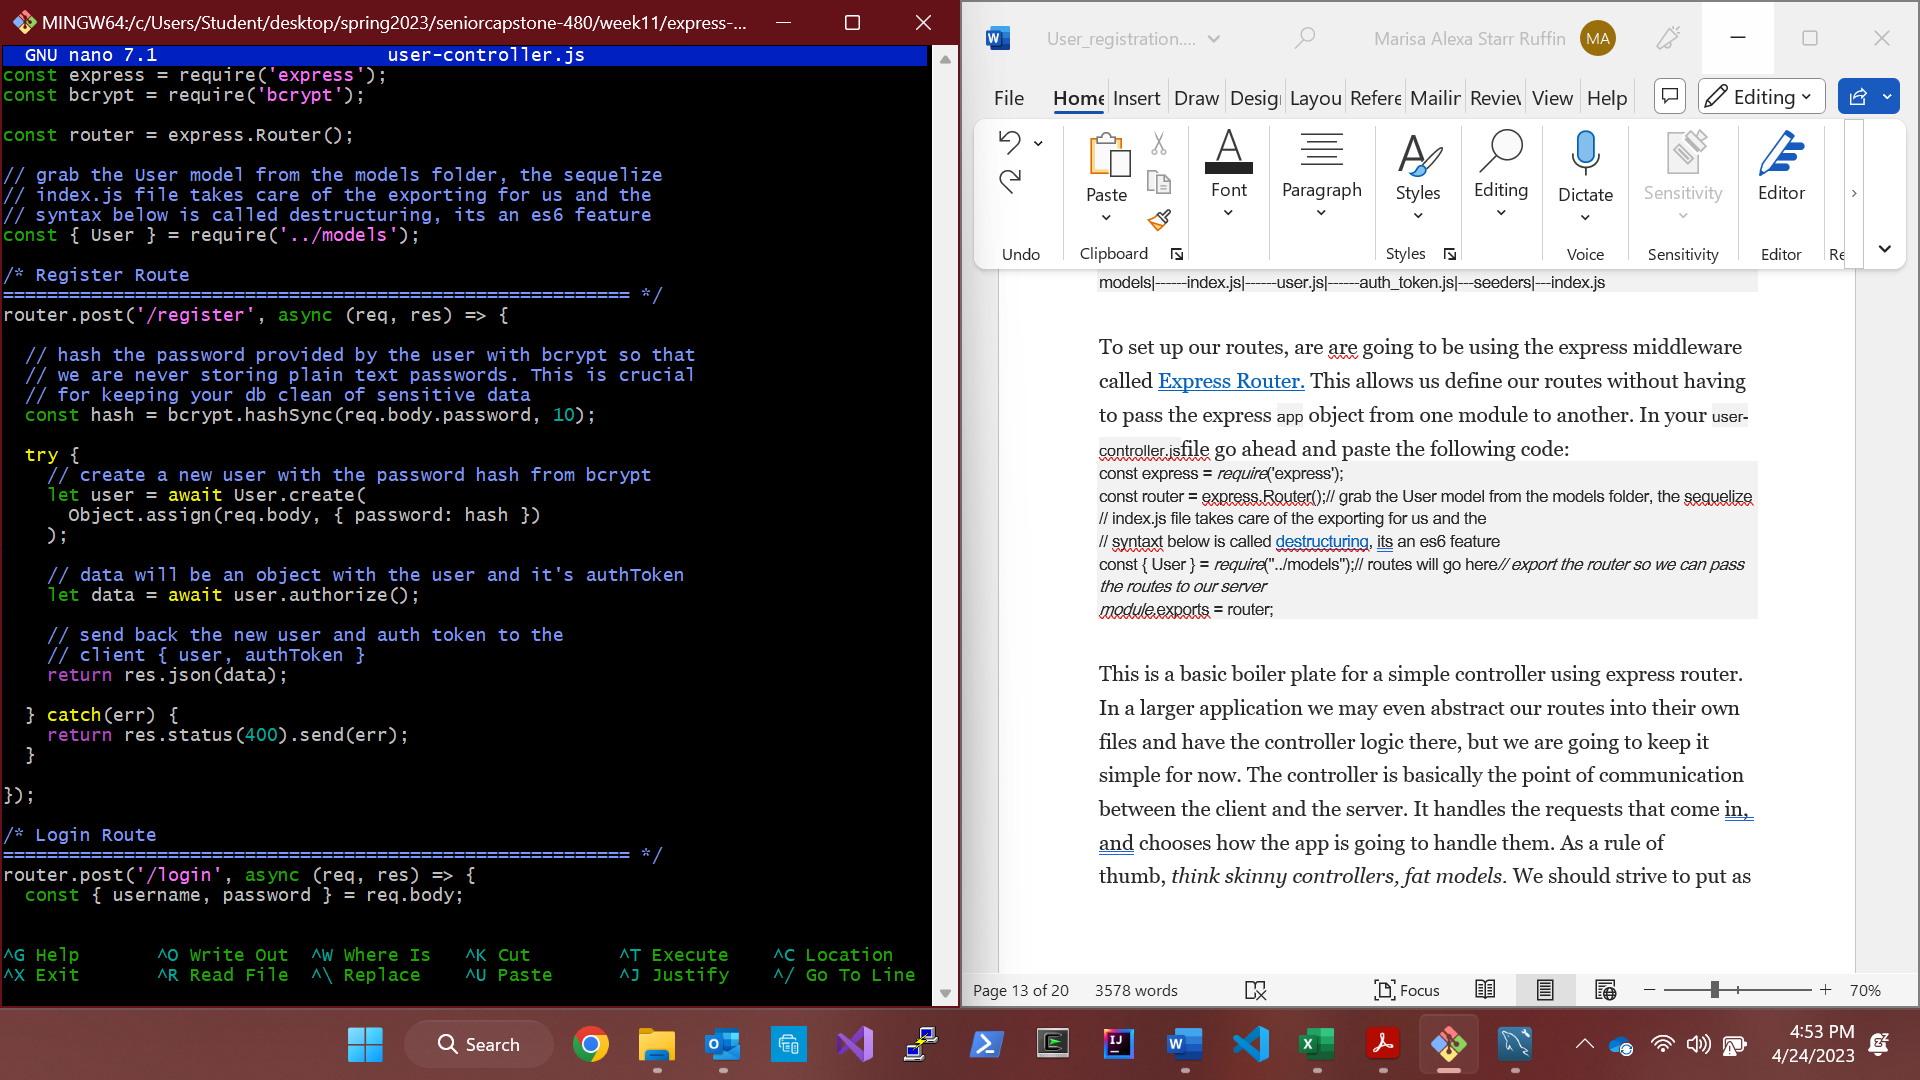 MINGW64:/c/Users/Student/desktop/spring2023/seniorcapstone-480/week11/express-...
GNU nano 7.1 user-controller.js
const express = require('express');
const bcrypt = require('bcrypt');
const router = express.Router();
// grab the User model from the models folder, the sequelize
// index.js file takes care of the exporting for us and the
// syntax below is called destructuring, its an es6 feature
const { User } = require('../models');
/* Register Route
========================================================= */
router.post('/register', async (req, res) => {
// hash the password provided by the user with bcrypt so that
// we are never storing plain text passwords. This is crucial
// for keeping your db clean of sensitive data
const hash = bcrypt.hashSync(req.body.password, 10);
try {
// create a new user with the password hash from bcrypt
let user = await User.create(
Object.assign(req.body, { password: hash })
);
// data will be an object with the user and it's authToken
let data = await user.authorize();
// send back the new user and auth token to the
// client { user, authToken }
return res.json(data);
} catch(err) {
return res.status(400).send(err);
}
});
/* Login Route
========================================================= */
router.post('/login', async (req, res) => {
const { username, password } = req.body;
^G Help ^O Write Out ^W Where Is ^K Cut ^T Execute ^C Location
^X Exit ^R Read File ^\ Replace ^U Paste ^J Justify ^/ Go To Line
User_registration.... Marisa Alexa Starr Ruffin MA
File Home Insert Draw Desig Layou Refere Mailin Review View Help Editing
Paste Font Paragraph Styles Editing Dictate Sensitivity Editor
Undo Clipboard Styles Voice Sensitivity Editor Re
models|------index.js|------user.js|------auth_token.js|---seeders|---index.js
To set up our routes, are are going to be using the express middleware
called Express Router. This allows us define our routes without having
to pass the express app object from one module to another. In your user-
controller.jsfile go ahead and paste the following code:
const express = require('express');
const router = express.Router();// grab the User model from the models folder, the sequelize
// index.js file takes care of the exporting for us and the
// syntaxt below is called destructuring, its an es6 feature
const { User } = require("../models");// routes will go here// export the router so we can pass
the routes to our server
module.exports = router;
This is a basic boiler plate for a simple controller using express router.
In a larger application we may even abstract our routes into their own
files and have the controller logic there, but we are going to keep it
simple for now. The controller is basically the point of communication
between the client and the server. It handles the requests that come in,
and chooses how the app is going to handle them. As a rule of
thumb, think skinny controllers, fat models. We should strive to put as
Page 13 of 20 3578 words Focus 70%
Search
4:53 PM
4/24/2023